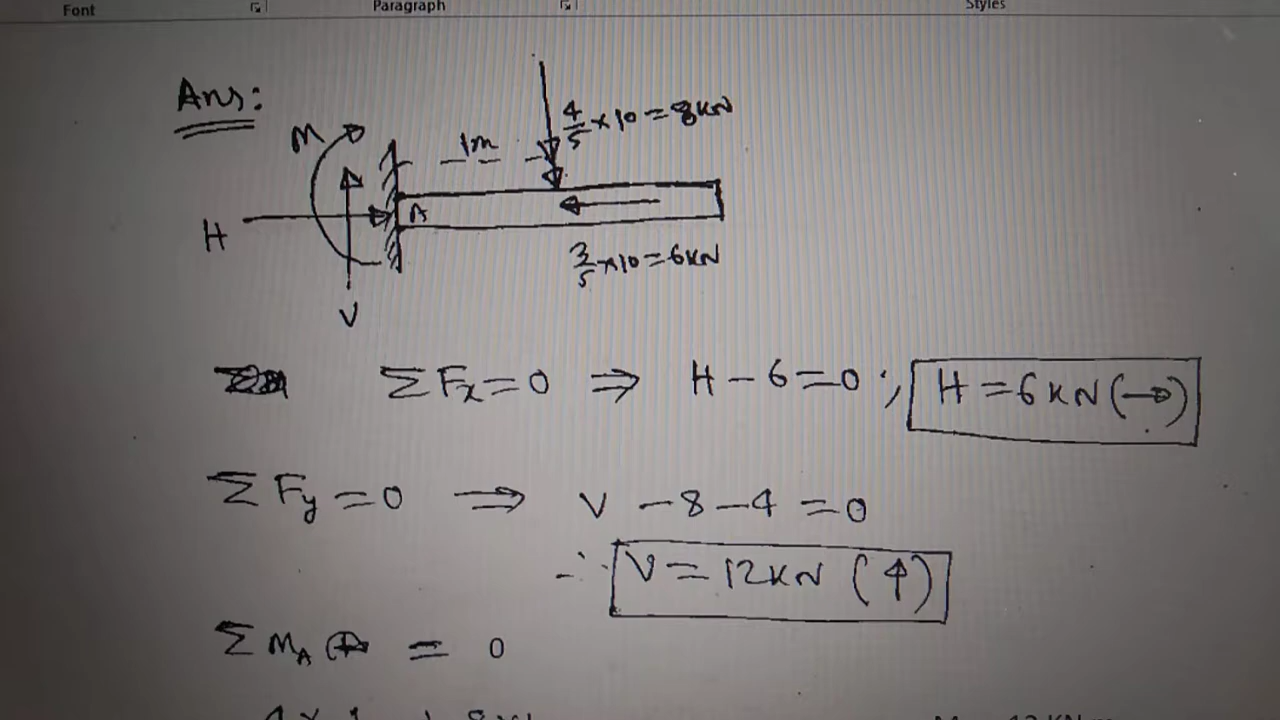 Font Paragraph Styles
Ans:
M
1m
4/5 × 10 = 8kN
H
A
3/5 × 10 = 6kN
V
ΣFx = 0 ⇒ H - 6 = 0 ; H = 6kN (→)
ΣFy = 0 ⇒ V - 8 - 4 = 0
∴ V = 12kN (↑)
ΣMA = 0